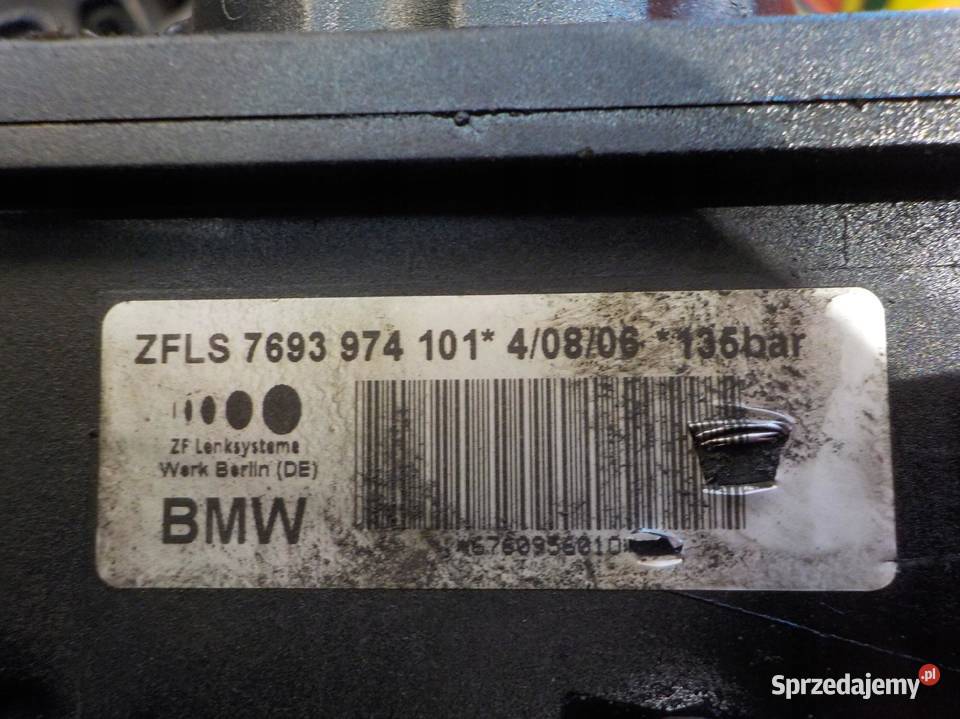 ZFLS 7693 974 101* 4/08/06 *135bar
ZF Lenksysteme
Werk Berlin (DE)
BMW
Sprzedajemy.pl